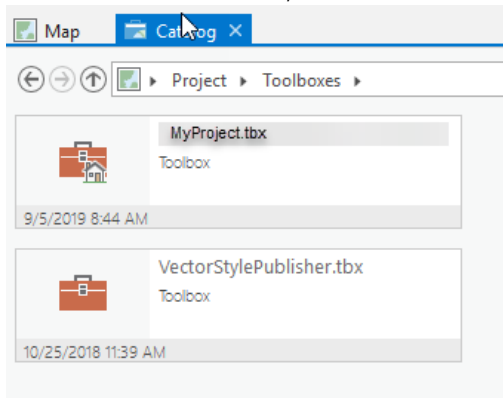 Map
Catalog
Project Toolboxes
MyProject.tbx
Toolbox
9/5/2019 8:44 AM
VectorStylePublisher.tbx
Toolbox
10/25/2018 11:39 AM